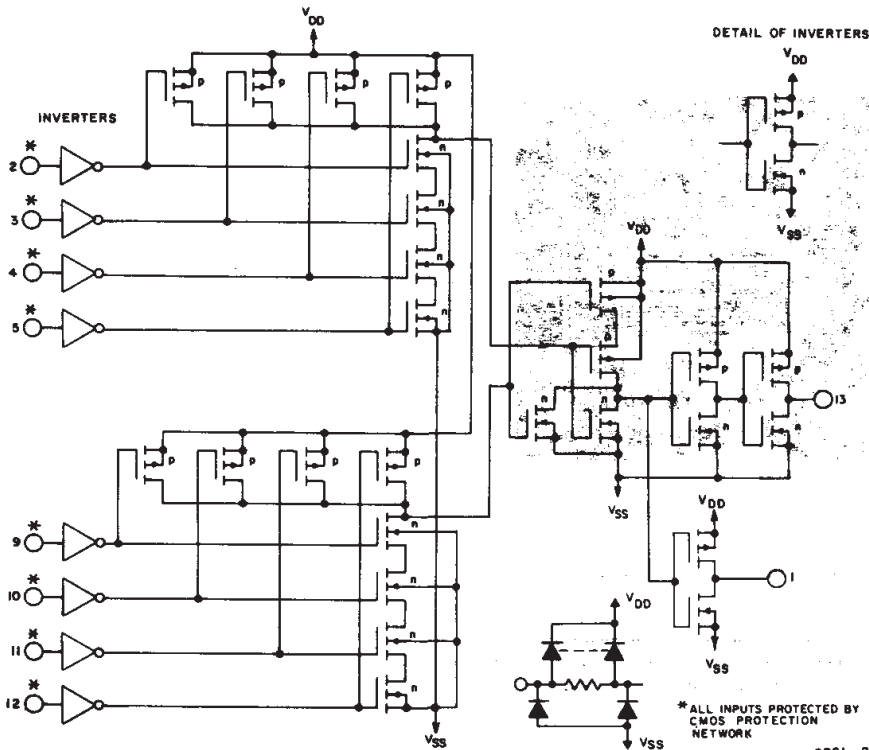 VDD
DETAIL OF INVERTERS
VDD
p
p
p
p
p
INVERTERS
*
2
n
n
*
3
n
VSS
*
4
n
VDD
*
5
n
p
p
p
p
n
n
n
n
13
p
p
p
p
VSS
*
9
n
VDD
*
10
n
1
*
11
n
VDD
VSS
*
12
n
* ALL INPUTS PROTECTED BY
CMOS PROTECTION
NETWORK
VSS
VSS